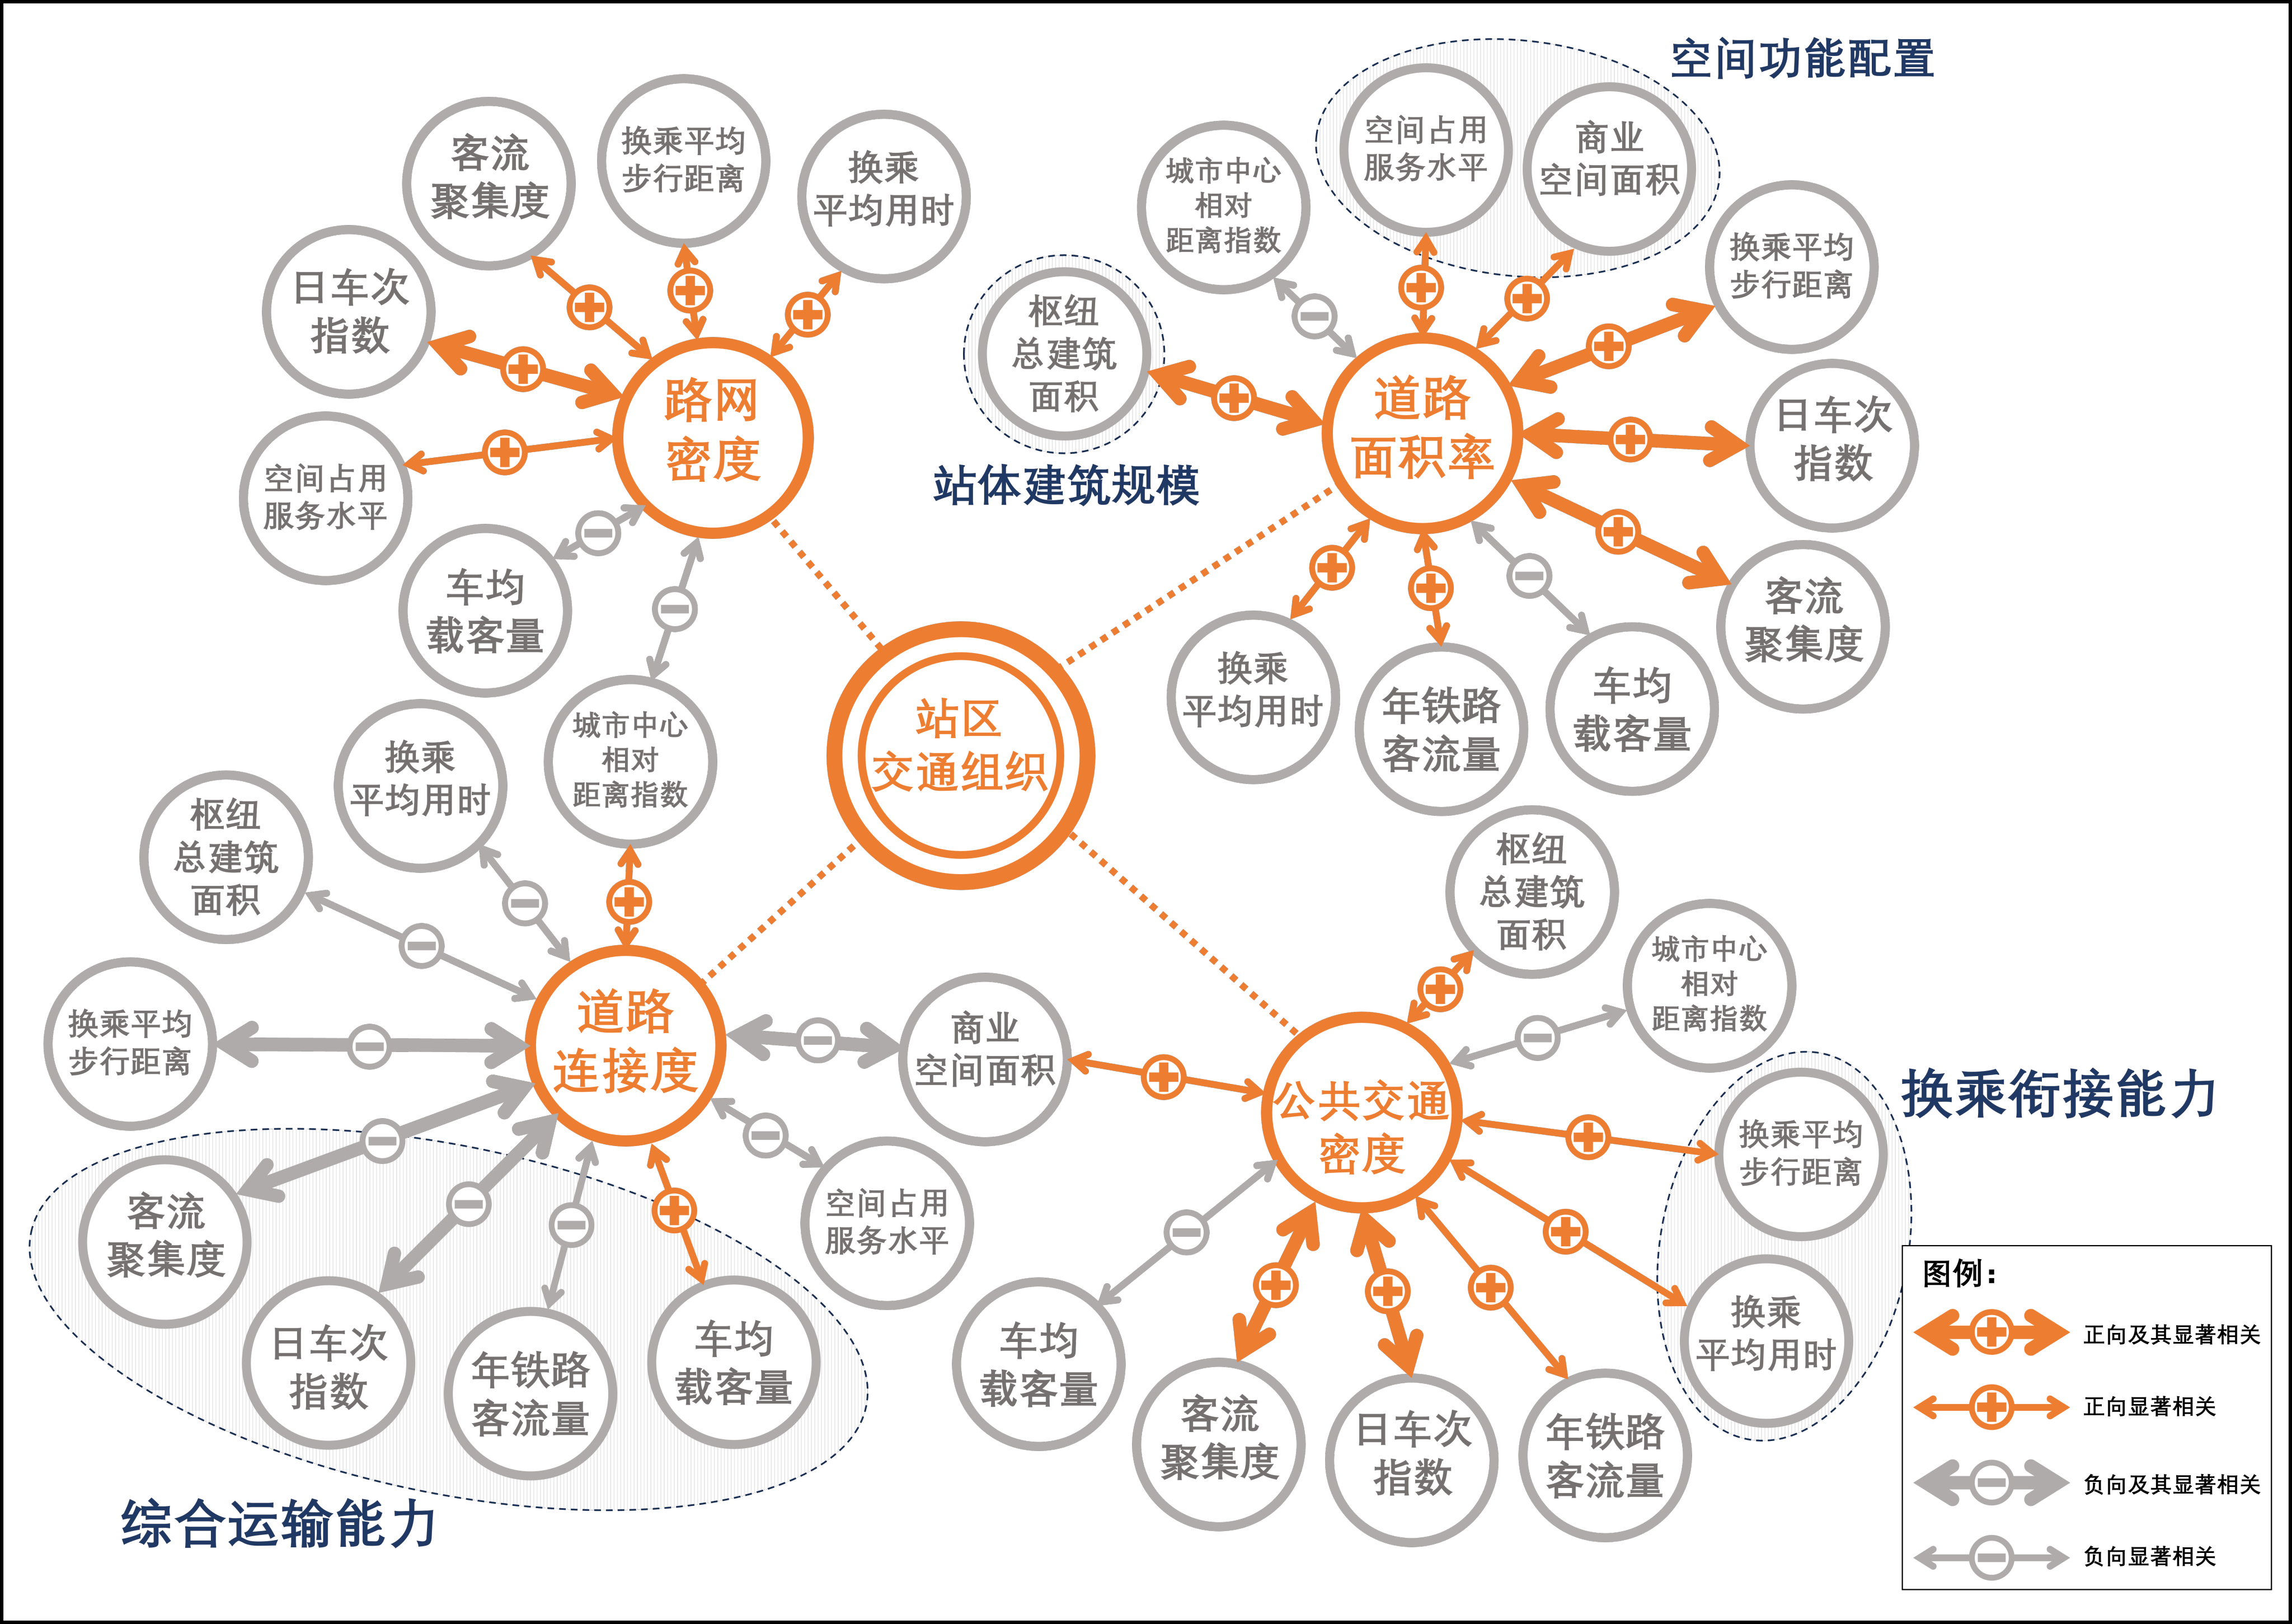 空间功能配置
客流
聚集度
换乘平均
步行距离
换乘
平均用时
日车次
指数
空间占用
服务水平
车均
载客量
路网
密度
城市中心
相对
距离指数
城市中心
相对
距离指数
空间占用
服务水平
商业
空间面积
换乘平均
步行距离
枢纽
总建筑
面积
站体建筑规模
道路
面积率
日车次
指数
客流
聚集度
换乘
平均用时
年铁路
客流量
车均
载客量
站区
交通组织
换乘
平均用时
枢纽
总建筑
面积
换乘平均
步行距离
道路
连接度
商业
空间面积
空间占用
服务水平
客流
聚集度
日车次
指数
年铁路
客流量
车均
载客量
综合运输能力
枢纽
总建筑
面积
城市中心
相对
距离指数
公共交通
密度
换乘衔接能力
换乘平均
步行距离
换乘
平均用时
车均
载客量
客流
聚集度
日车次
指数
年铁路
客流量
图例:
正向及其显著相关
正向显著相关
负向及其显著相关
负向显著相关